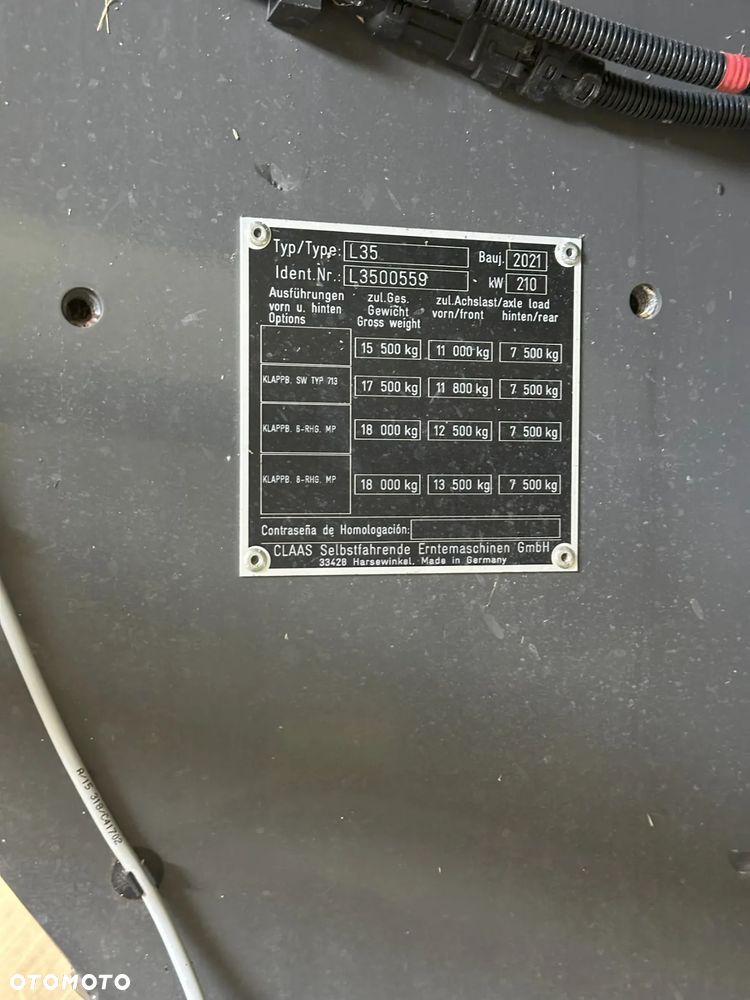 Typ/Type: L35 Bauj. 2021
Ident.Nr.: L3500559 kW 210
Ausführungen vorn u. hinten Options
zul.Ges. Gewicht Gross weight
zul.Achslast/axle load
vorn/front hinten/rear
15 500 kg 11 000 kg 7 500 kg
KLAPPB. SW TYP 713 17 500 kg 11 800 kg 7 500 kg
KLAPPB. 6-RHG. MP 18 000 kg 12 500 kg 7 500 kg
KLAPPB. 8-RHG. MP 18 000 kg 13 500 kg 7 500 kg
Contraseña de Homologación:
CLAAS Selbstfahrende Erntemaschinen GmbH
33428 Harsewinkel, Made in Germany
A/15 318/C41702
OTOMOTO